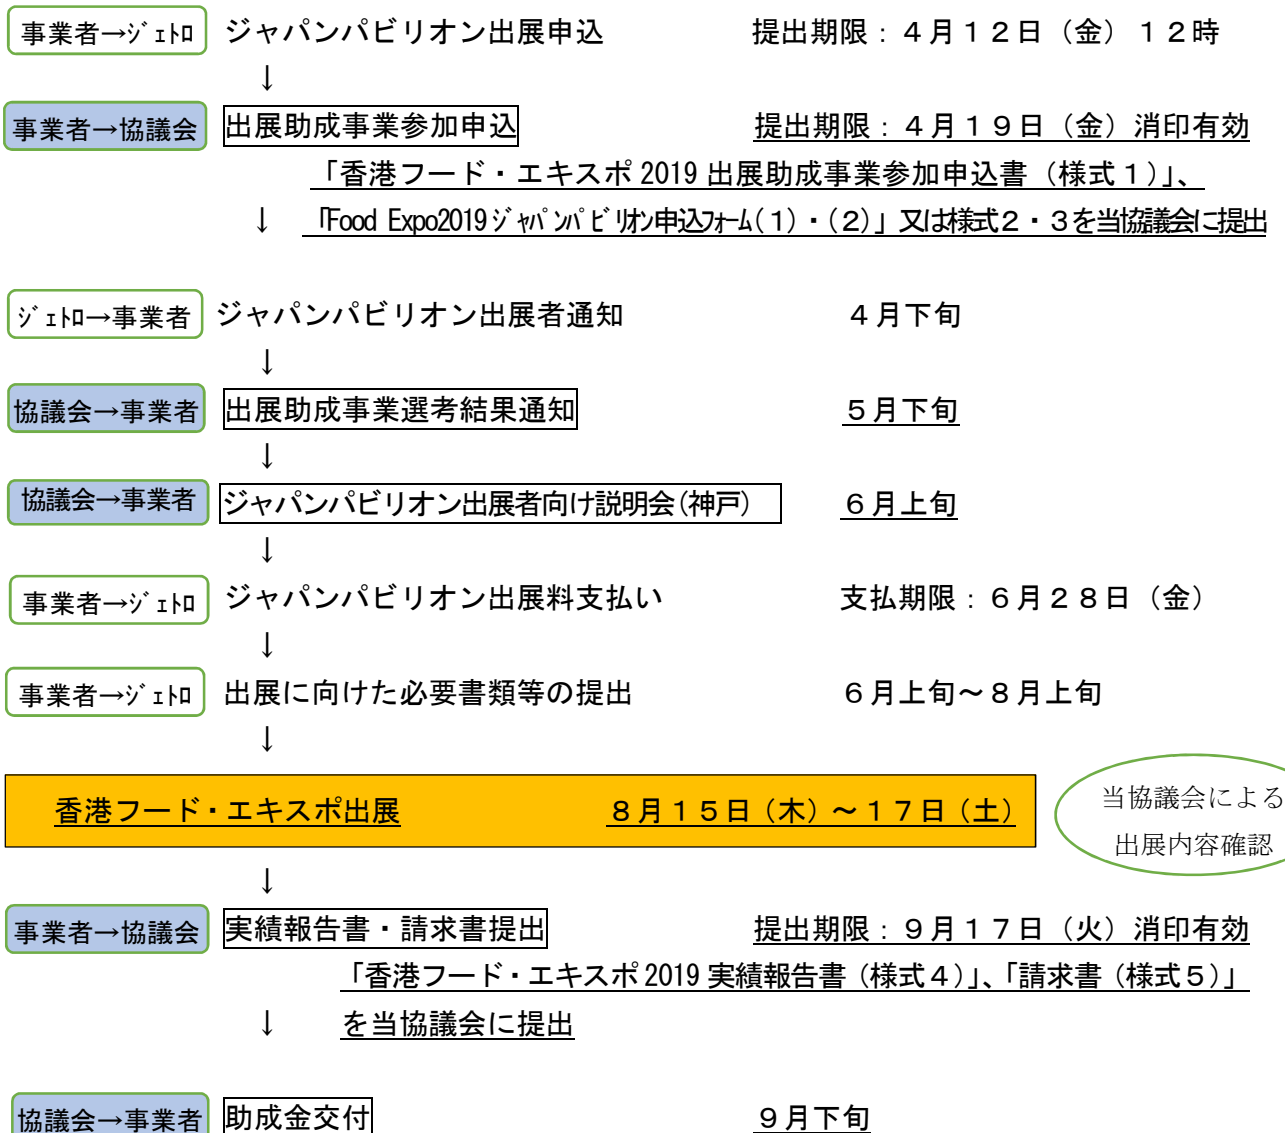 事業者→ジェトロ ジャパンパビリオン出展申込 提出期限：４月１２日（金）１２時
↓
事業者→協議会 出展助成事業参加申込 提出期限：４月１９日（金）消印有効
「香港フード・エキスポ2019出展助成事業参加申込書（様式１）」、
↓ 「Food Expo2019ジャパンパビリオン申込フォーム(１)・(２)」又は様式２・３を当協議会に提出
ジェトロ→事業者 ジャパンパビリオン出展者通知 ４月下旬
↓
協議会→事業者 出展助成事業選考結果通知 ５月下旬
↓
協議会→事業者 ジャパンパビリオン出展者向け説明会(神戸) ６月上旬
↓
事業者→ジェトロ ジャパンパビリオン出展料支払い 支払期限：６月２８日（金）
↓
事業者→ジェトロ 出展に向けた必要書類等の提出 ６月上旬～８月上旬
↓
香港フード・エキスポ出展 ８月１５日（木）～１７日（土）
当協議会による
出展内容確認
↓
事業者→協議会 実績報告書・請求書提出 提出期限：９月１７日（火）消印有効
「香港フード・エキスポ2019実績報告書（様式４）」、「請求書（様式５）」
↓ を当協議会に提出
協議会→事業者 助成金交付 ９月下旬